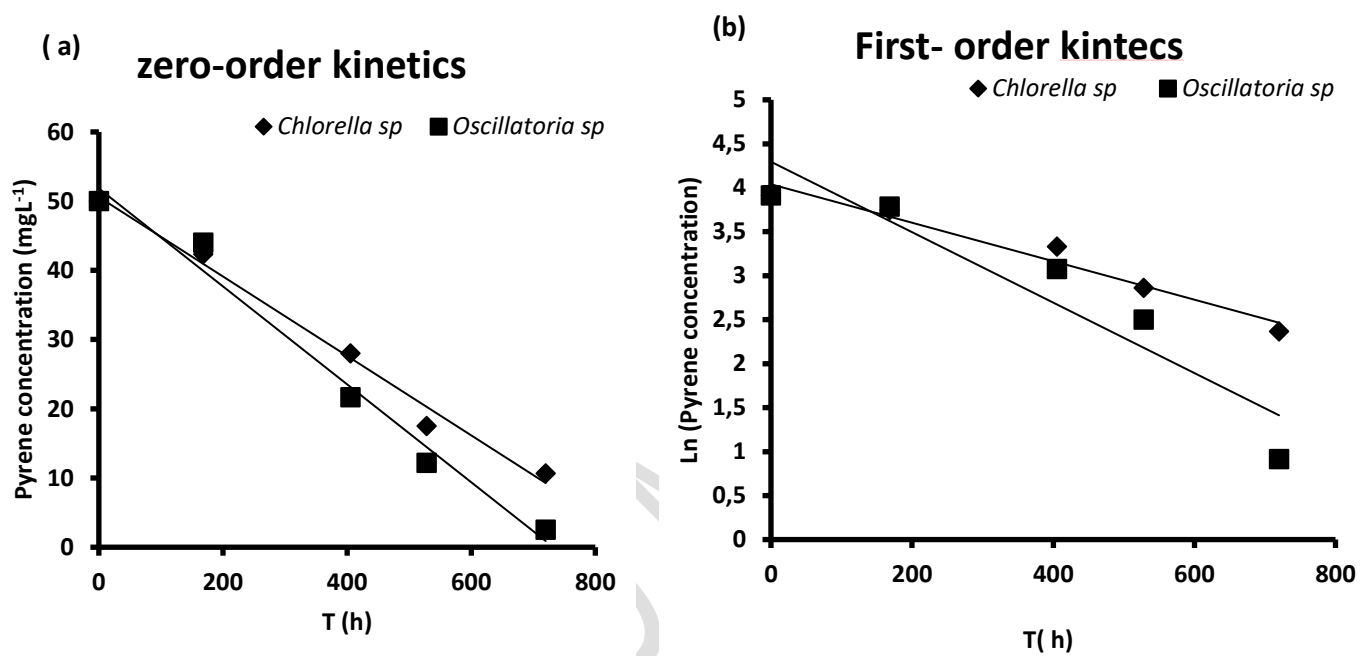 ( a)
zero-order kinetics
Chlorella sp
Oscillatoria sp
Pyrene concentration (mgL-1)
60
50
40
30
20
10
0
0
200
400
600
800
T (h)
(b)
First- order kintecs
Chlorella sp
Oscillatoria sp
Ln (Pyrene concentration)
5
4,5
4
3,5
3
2,5
2
1,5
1
0,5
0
0
200
400
600
800
T( h)